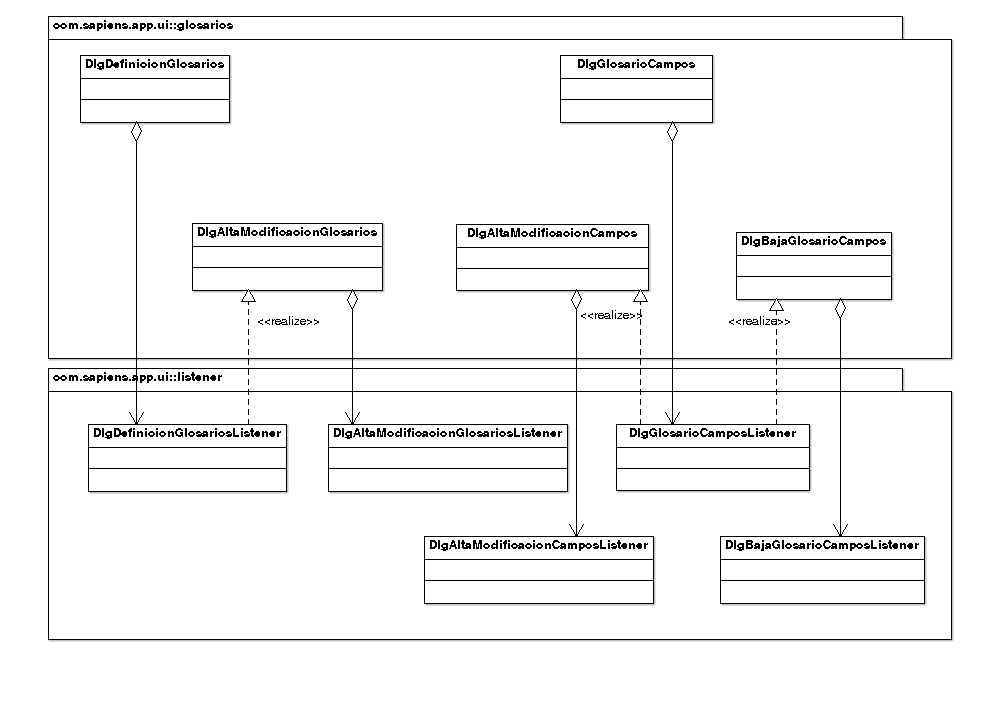 com.sapiens.app.ui::glosarios
DlgDefinicionGlosarios
DlgGlosarioCampos
DlgAltaModificacionGlosarios
DlgAltaModificacionCampos
DlgBajaGlosarioCampos
<<realize>>
<<realize>>
<<realize>>
com.sapiens.app.ui::listener
DlgDefinicionGlosariosListener
DlgAltaModificacionGlosariosListener
DlgGlosarioCamposListener
DlgAltaModificacionCamposListener
DlgBajaGlosarioCamposListener